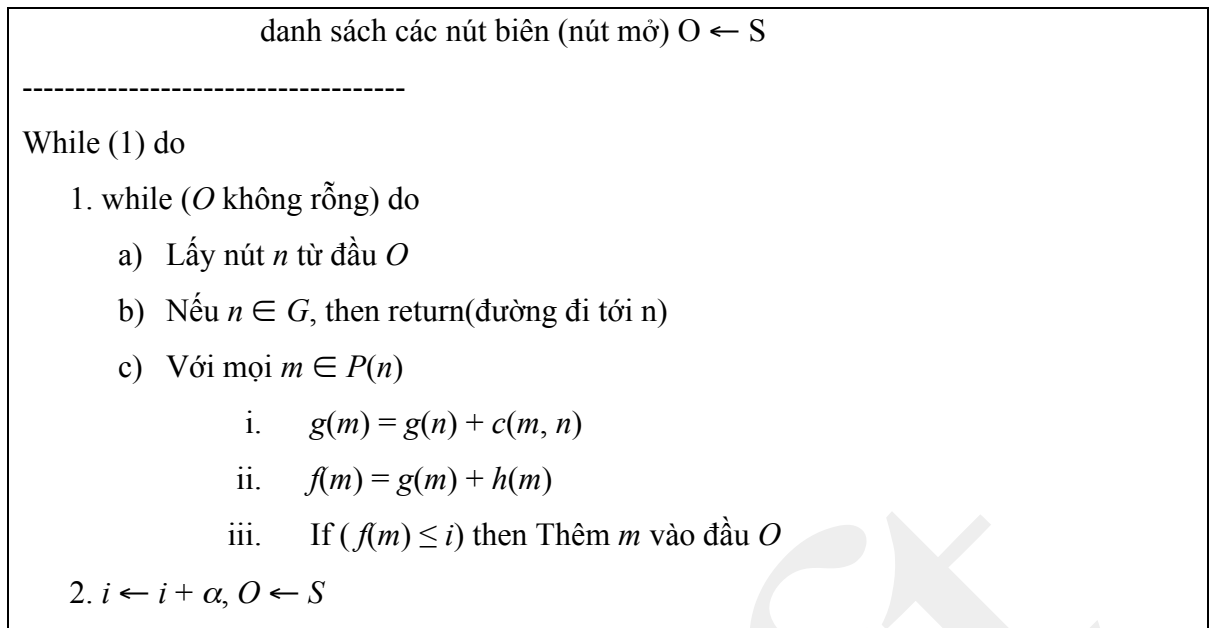 danh sách các nút biên (nút mở) O ← S
------------------------------------
While (1) do
1. while (O không rỗng) do
a) Lấy nút n từ đầu O
b) Nếu n ∈ G, then return(đường đi tới n)
c) Với mọi m ∈ P(n)
i. g(m) = g(n) + c(m, n)
ii. f(m) = g(m) + h(m)
iii. If ( f(m) ≤ i) then Thêm m vào đầu O
2. i ← i + α, O ← S